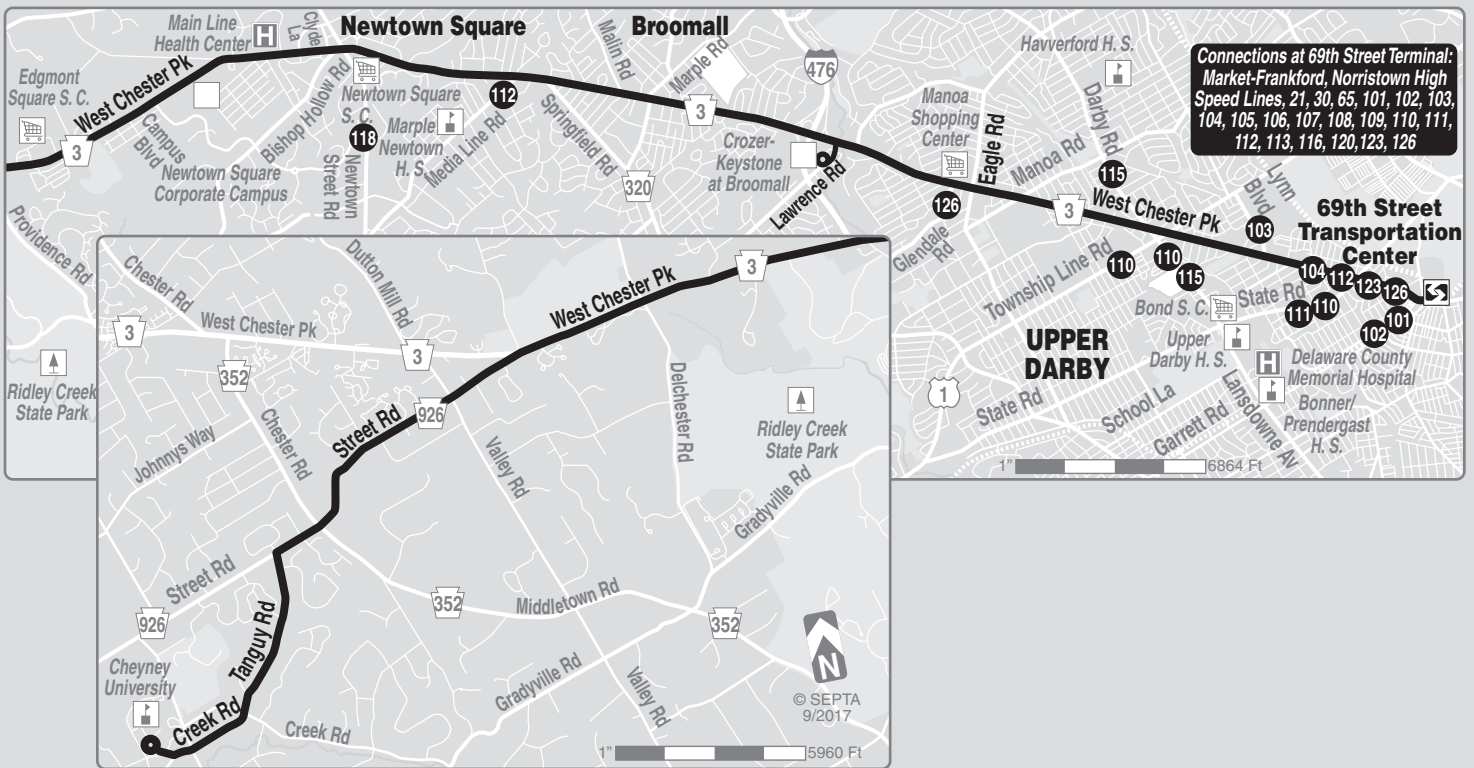 Main Line
Health Center
H
Clyde
La
Newtown Square
Broomall
Malin Rd
Marple Rd
476
Havverford H. S.
Connections at 69th Street Terminal:
Market-Frankford, Norristown High
Speed Lines, 21, 30, 65, 101, 102, 103,
104, 105, 106, 107, 108, 109, 110, 111,
112, 113, 116, 120,123, 126
Edgmont
Square S. C.
West Chester Pk
3
Campus
Blvd
Newtown Square
Corporate Campus
Bishop Hollow Rd
Newtown Square
S. C.
118
Newtown
Street Rd
Marple
Newtown
H. S.
Media Line Rd
112
Springfield Rd
320
3
Crozer-
Keystone
at Broomall
Lawrence Rd
Manoa
Shopping
Center
Eagle Rd
126
Glendale
Rd
Manoa Rd
Darby Rd
115
3
West Chester Pk
Lynn
Blvd
103
69th Street
Transportation
Center
Township Line Rd
110
110
115
104
112
123
126
Bond S. C.
State Rd
111
110
102
101
UPPER
DARBY
Upper
Darby H. S.
H
Delaware County
Memorial Hospital
Bonner/
Prendergast
H. S.
Lansdowne Av
1
State Rd
School La
Garrett Rd
1"
6864 Ft
Providence Rd
Ridley Creek
State Park
Chester Rd
3
West Chester Pk
Dutton Mill Rd
3
352
West Chester Pk
3
926
Street Rd
Chester Rd
Johnnys Way
Valley Rd
Delchester Rd
Ridley Creek
State Park
Gradyville Rd
Street Rd
926
Tanguy Rd
352
Middletown Rd
352
Cheyney
University
Creek Rd
Creek Rd
Gradyville Rd
Valley Rd
N
© SEPTA
9/2017
1"
5960 Ft